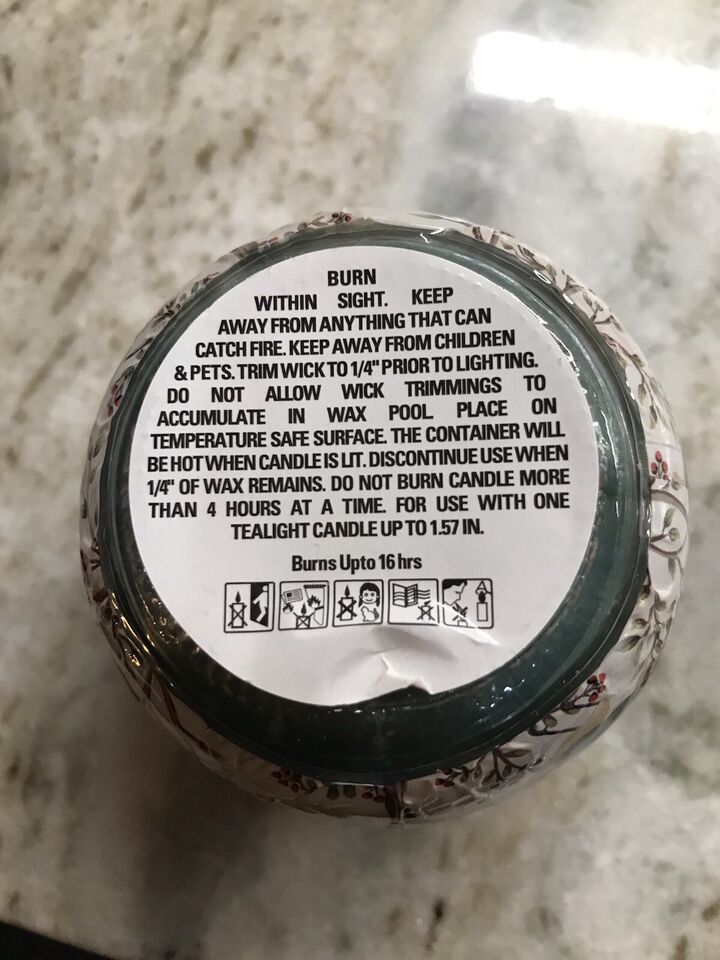 BURN
WITHIN SIGHT. KEEP
AWAY FROM ANYTHING THAT CAN
CATCH FIRE. KEEP AWAY FROM CHILDREN
& PETS. TRIM WICK TO 1/4" PRIOR TO LIGHTING.
DO NOT ALLOW WICK TRIMMINGS TO
ACCUMULATE IN WAX POOL PLACE ON
TEMPERATURE SAFE SURFACE. THE CONTAINER WILL
BE HOT WHEN CANDLE IS LIT. DISCONTINUE USE WHEN
1/4" OF WAX REMAINS. DO NOT BURN CANDLE MORE
THAN 4 HOURS AT A TIME. FOR USE WITH ONE
TEALIGHT CANDLE UP TO 1.57 IN.
Burns Upto 16 hrs